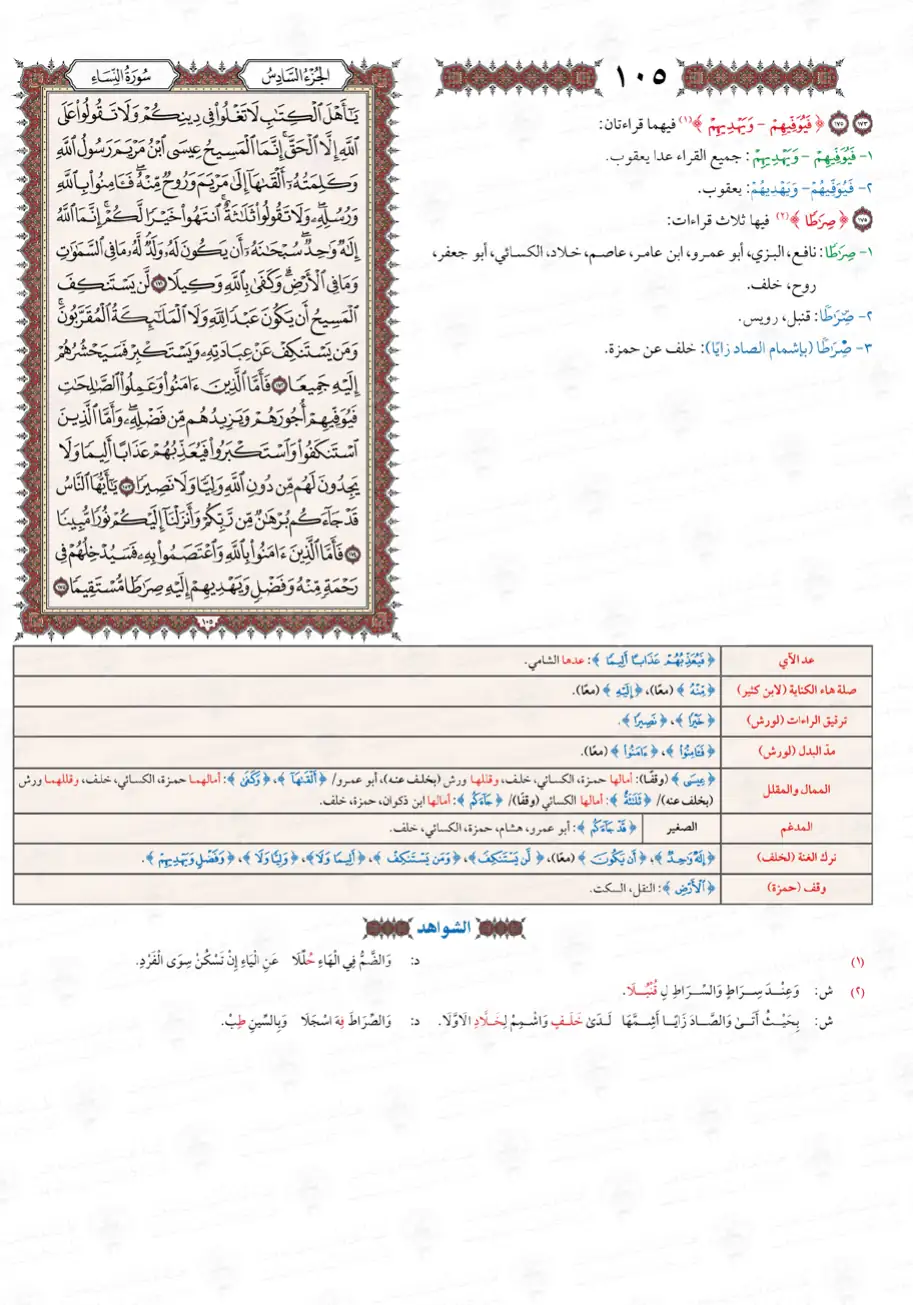 ١٠٥
﴿ فَيُوَفِّيهِمْ - وَيَهْدِيهِمْ ﴾(١) فيهما قراءتان:
١- فَيُوَفِّيهِمْ - وَيَهْدِيهِمْ: جميع القراء عدا يعقوب.
٢- فَيُوَفِّيهُمْ - وَيَهْدِيهُمْ: يعقوب.
﴿ صِرَٰطًا ﴾(٢) فيها ثلاث قراءات:
١- صِرَٰطًا: نافع، البزي، أبو عمرو، ابن عامر، عاصم، خلاد، الكسائي، أبو جعفر،
روح، خلف.
٢- سِرَٰطًا: قنبل، رويس.
٣- صِرَٰطًا (بإشمام الصاد زايًا): خلف عن حمزة.
الجُزْءُ السَّادِسُ
سُورَةُ النِّسَاءِ
يَٰٓأَهْلَ ٱلْكِتَٰبِ لَا تَغْلُوا۟ فِى دِينِكُمْ وَلَا تَقُولُوا۟ عَلَى
ٱللَّهِ إِلَّا ٱلْحَقَّ ۚ إِنَّمَا ٱلْمَسِيحُ عِيسَى ٱبْنُ مَرْيَمَ رَسُولُ ٱللَّهِ
وَكَلِمَتُهُۥٓ أَلْقَىٰهَآ إِلَىٰ مَرْيَمَ وَرُوحٌ مِّنْهُ ۖ فَـَٔامِنُوا۟ بِٱللَّهِ
وَرُسُلِهِۦ ۖ وَلَا تَقُولُوا۟ ثَلَٰثَةٌ ۚ ٱنتَهُوا۟ خَيْرًا لَّكُمْ ۚ إِنَّمَا ٱللَّهُ
إِلَٰهٌ وَٰحِدٌ ۖ سُبْحَٰنَهُۥٓ أَن يَكُونَ لَهُۥ وَلَدٌ ۘ لَّهُۥ مَا فِى ٱلسَّمَٰوَٰتِ
وَمَا فِى ٱلْأَرْضِ ۗ وَكَفَىٰ بِٱللَّهِ وَكِيلًا ١٧١ لَّن يَسْتَنكِفَ
ٱلْمَسِيحُ أَن يَكُونَ عَبْدًا لِّلَّهِ وَلَا ٱلْمَلَٰٓئِكَةُ ٱلْمُقَرَّبُونَ ۚ
وَمَن يَسْتَنكِفْ عَنْ عِبَادَتِهِۦ وَيَسْتَكْبِرْ فَسَيَحْشُرُهُمْ
إِلَيْهِ جَمِيعًا ١٧٢ فَأَمَّا ٱلَّذِينَ ءَامَنُوا۟ وَعَمِلُوا۟ ٱلصَّٰلِحَٰتِ
فَيُوَفِّيهِمْ أُجُورَهُمْ وَيَزِيدُهُم مِّن فَضْلِهِۦ ۖ وَأَمَّا ٱلَّذِينَ
ٱسْتَنكَفُوا۟ وَٱسْتَكْبَرُوا۟ فَيُعَذِّبُهُمْ عَذَابًا أَلِيمًا وَلَا
يَجِدُونَ لَهُم مِّن دُونِ ٱللَّهِ وَلِيًّا وَلَا نَصِيرًا ١٧٣ يَٰٓأَيُّهَا ٱلنَّاسُ
قَدْ جَآءَكُم بُرْهَٰنٌ مِّن رَّبِّكُمْ وَأَنزَلْنَآ إِلَيْكُمْ نُورًا مُّبِينًا
١٧٤ فَأَمَّا ٱلَّذِينَ ءَامَنُوا۟ بِٱللَّهِ وَٱعْتَصَمُوا۟ بِهِۦ فَسَيُدْخِلُهُمْ فِى
رَحْمَةٍ مِّنْهُ وَفَضْلٍ وَيَهْدِيهِمْ إِلَيْهِ صِرَٰطًا مُّسْتَقِيمًا ١٧٥
١٠٥
عد الآي ﴿ فَيُعَذِّبُهُمْ عَذَابًا أَلِيمًا ﴾: عدها الشامي.
صلة هاء الكناية (لابن كثير) ﴿ مِّنْهُ ﴾ (معًا)، ﴿ إِلَيْهِ ﴾ (معًا).
ترقيق الراءات (لورش) ﴿ خَيْرًا ﴾، ﴿ نَصِيرًا ﴾.
مدّ البدل (لورش) ﴿ فَـَٔامِنُوا۟ ﴾، ﴿ ءَامَنُوا۟ ﴾ (معًا).
الممال والمقلل ﴿ عِيسَى ﴾ (وقفًا): أمالها حمزة، الكسائي، خلف، وقللها ورش (بخلف عنه)، أبو عمرو/ ﴿ أَلْقَىٰهَآ ﴾، ﴿ وَكَفَىٰ ﴾: أمالهما حمزة، الكسائي، خلف، وقللهما ورش
(بخلف عنه)/ ﴿ ثَلَٰثَةٌ ﴾: أمالها الكسائي (وقفًا)/ ﴿ جَآءَكُم ﴾: أمالها ابن ذكوان، حمزة، خلف.
المدغم الصغير ﴿ قَدْ جَآءَكُم ﴾: أبو عمرو، هشام، حمزة، الكسائي، خلف.
ترك الغنة (لخلف) ﴿ إِلَٰهٌ وَٰحِدٌ ﴾، ﴿ أَن يَكُونَ ﴾ (معًا)، ﴿ لَّن يَسْتَنكِفَ ﴾، ﴿ وَمَن يَسْتَنكِفْ ﴾، ﴿ أَلِيمًا وَلَا ﴾، ﴿ وَلِيًّا وَلَا ﴾، ﴿ وَفَضْلٍ وَيَهْدِيهِمْ ﴾.
وقف (حمزة) ﴿ ٱلْأَرْضِ ﴾: النقل، السكت.
الشواهد
(١) د: وَالضَّمُّ فِي الْهَاءِ حُلِّلَا عَنِ الْيَاءِ إِنْ تَسْكُنْ سِوَى الْفَرْدِ.
(٢) ش: وَعِنْدَ سِرَاطٍ وَالسِّرَاطِ لِ قُنْبُلَا.
ش: بِحَيْثُ أَتَىٰ وَالصَّادَ زَايًا أَشِمَّهَا لَدَىٰ خَلَفٍ وَاشْمِمْ لِخَلَّادٍ الَاوَّلَا. د: وَالصِّرَاطَ فِهَ اسْجَلَا وَبِالسِّينِ طِبْ.